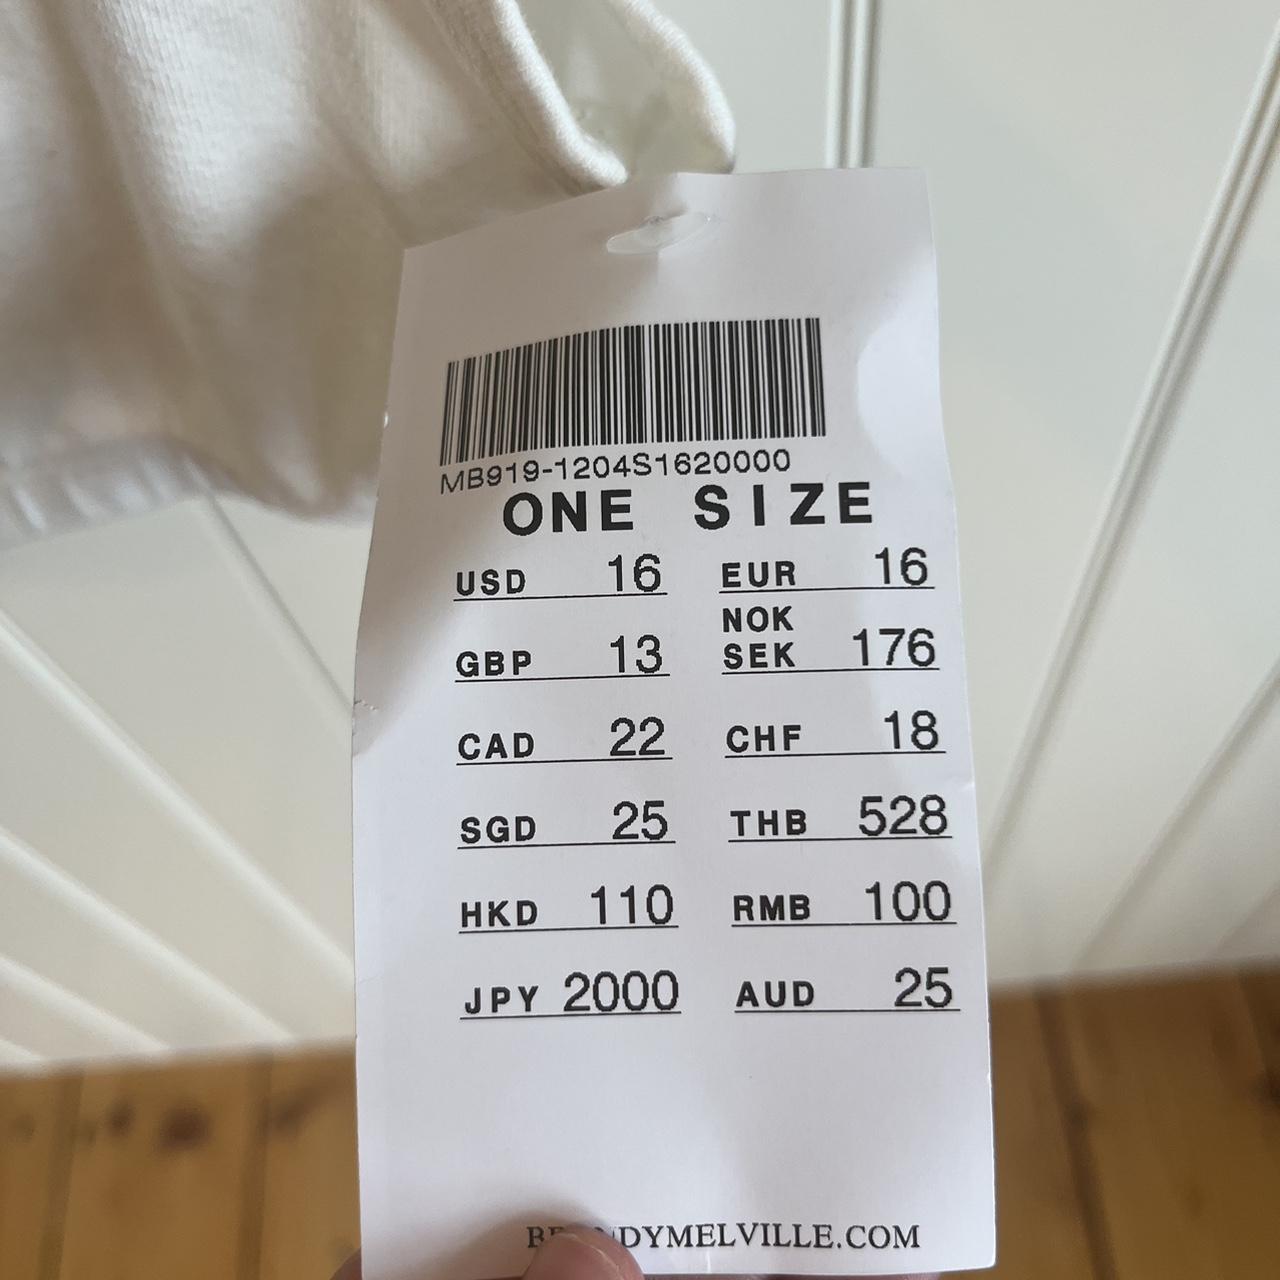 MB919-1204S1620000
ONE SIZE
USD 16 EUR 16
NOK
GBP 13 SEK 176
CAD 22 CHF 18
SGD 25 THB 528
HKD 110 RMB 100
JPY 2000 AUD 25
BRANDYMELVILLE.COM